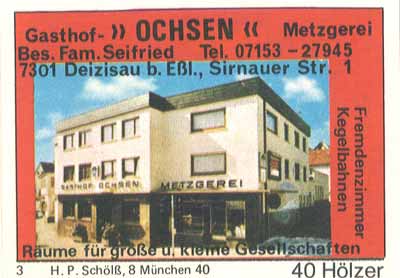 Gasthof- » OCHSEN « Metzgerei
Bes. Fam. Seifried Tel. 07153 – 27945
7301 Deizisau b. Eßl., Sirnauer Str. 1
Fremdenzimmer
Kegelbahnen
GASTHOF OCHSEN METZGEREI
Räume für große u. kleine Gesellschaften
3 H. P. Schölß, 8 München 40 40 Hölzer